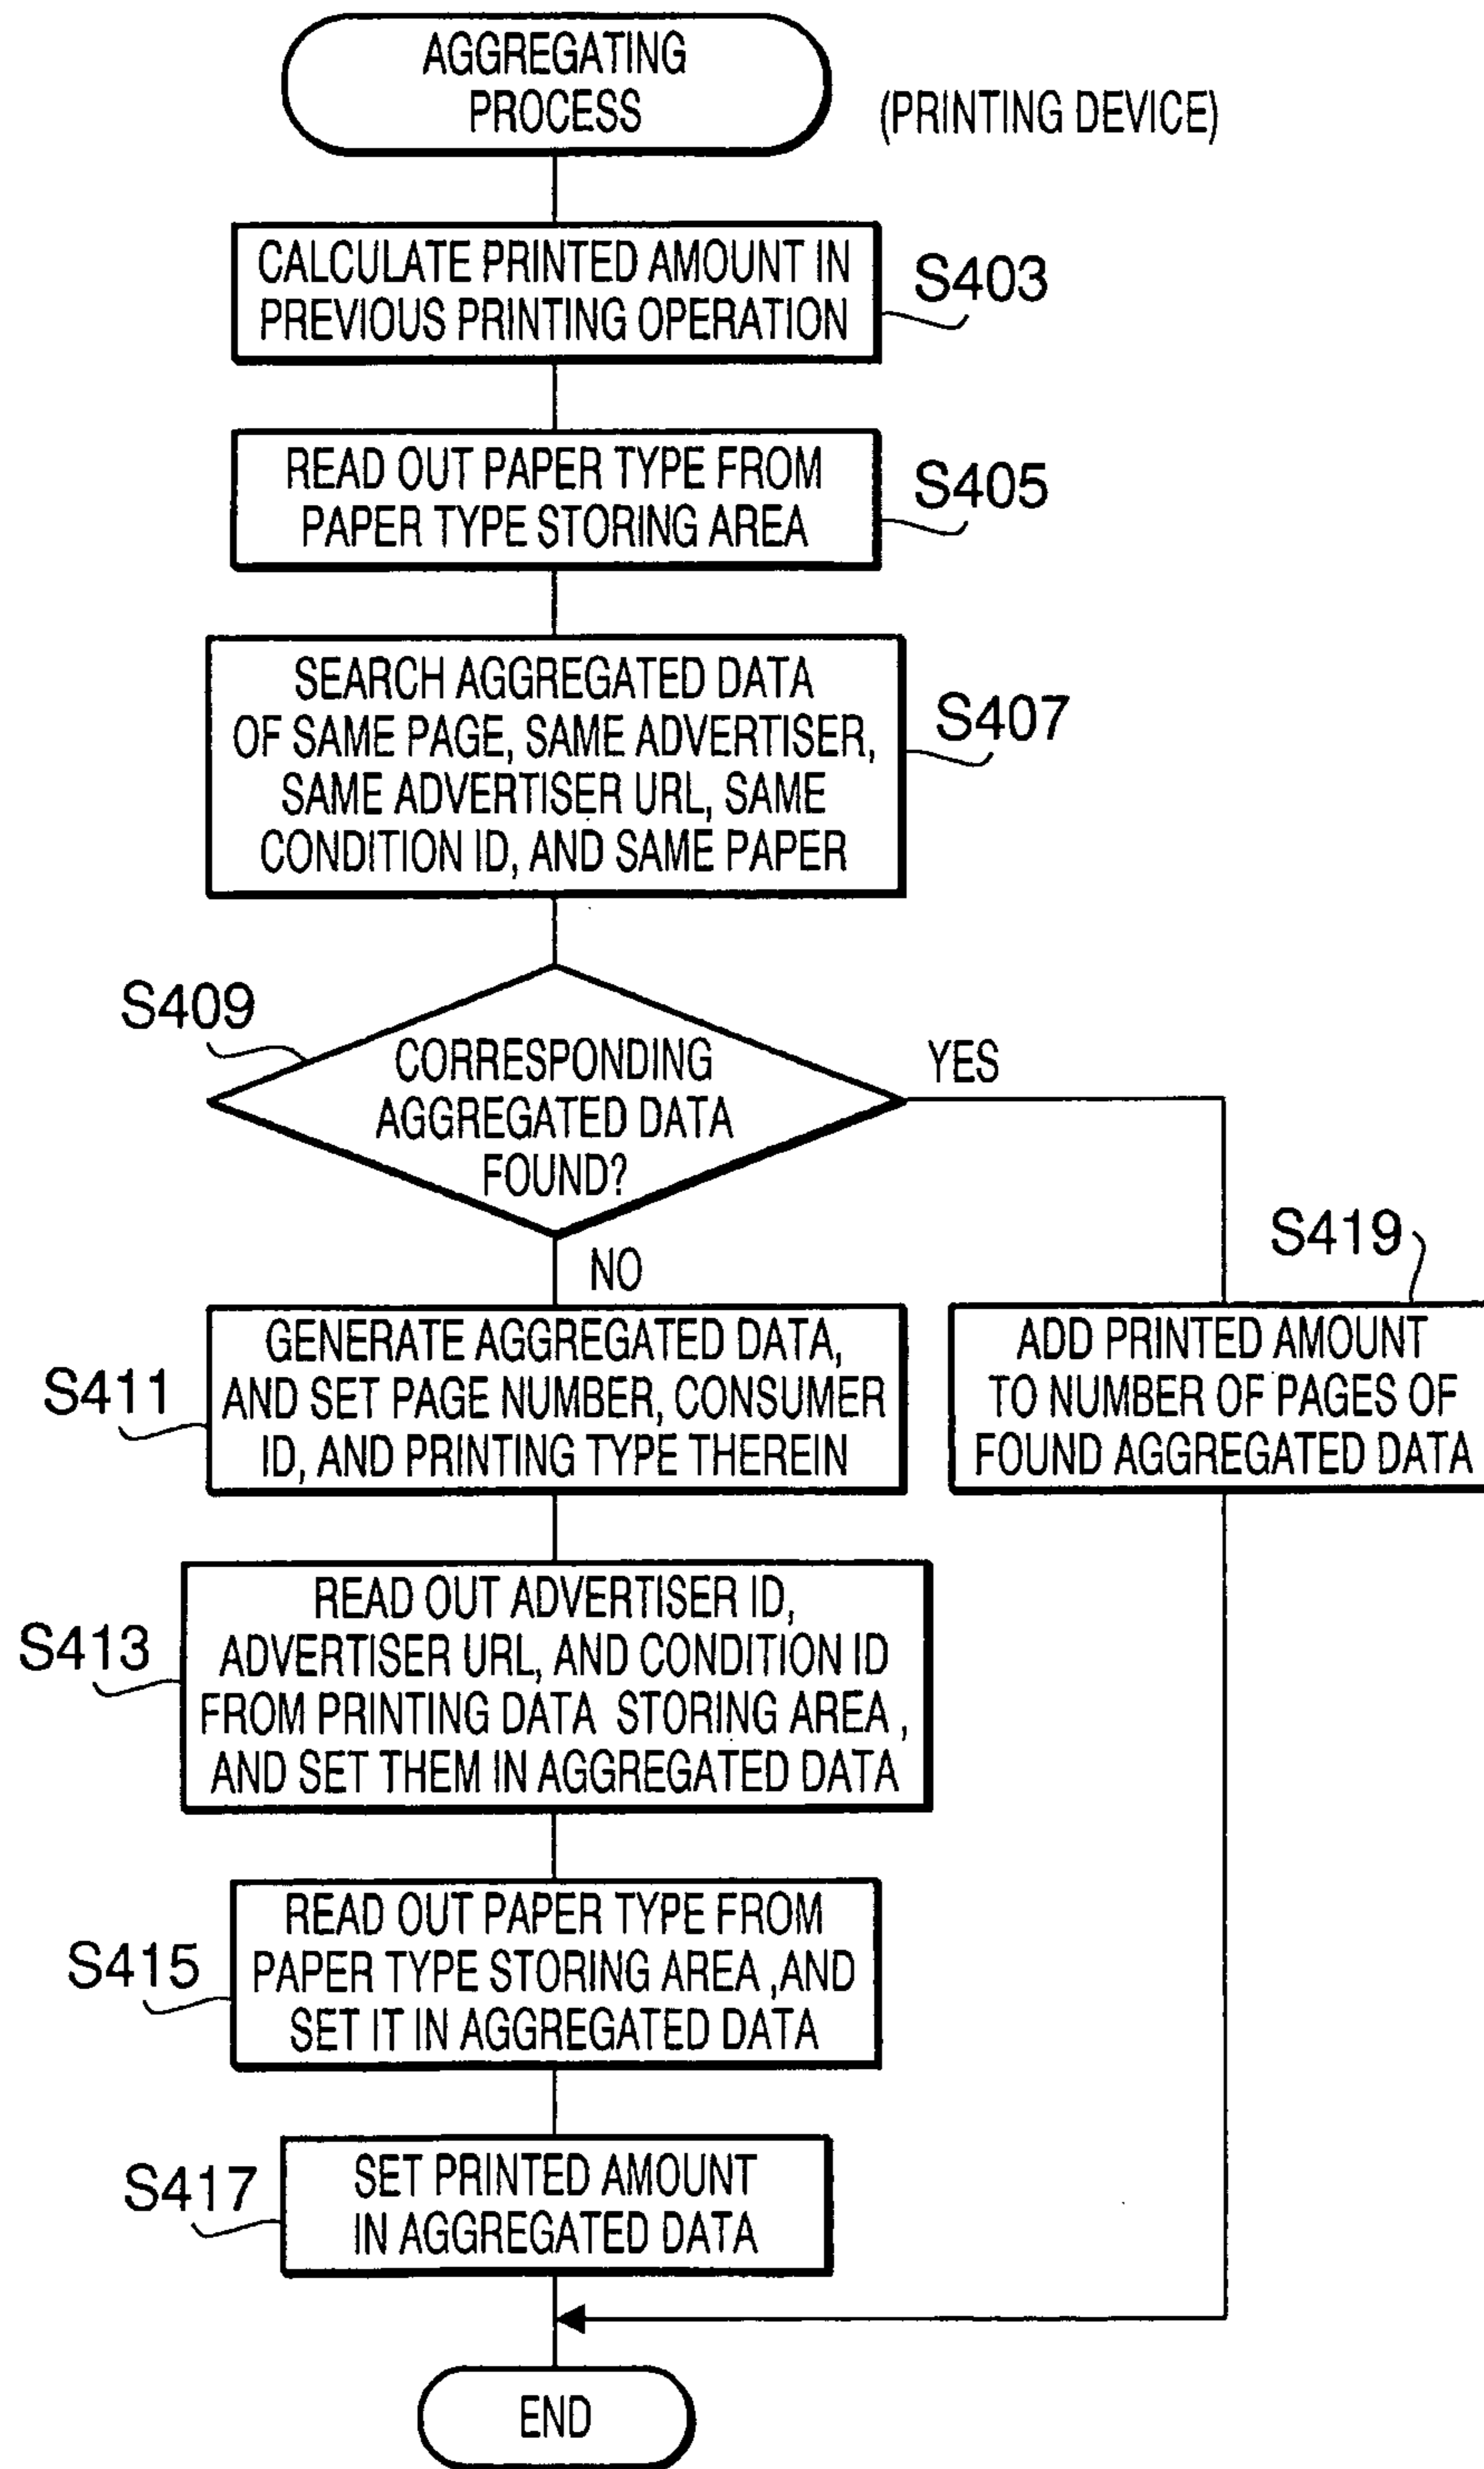 AGGREGATING
PROCESS
(PRINTING DEVICE)
CALCULATE PRINTED AMOUNT IN
PREVIOUS PRINTING OPERATION
S403
READ OUT PAPER TYPE FROM
PAPER TYPE STORING AREA
S405
SEARCH AGGREGATED DATA
OF SAME PAGE, SAME ADVERTISER,
SAME ADVERTISER URL, SAME
CONDITION ID, AND SAME PAPER
S407
S409
CORRESPONDING
AGGREGATED DATA
FOUND?
YES
NO
S411
GENERATE AGGREGATED DATA,
AND SET PAGE NUMBER, CONSUMER
ID, AND PRINTING TYPE THEREIN
S419
ADD PRINTED AMOUNT
TO NUMBER OF PAGES OF
FOUND AGGREGATED DATA
S413
READ OUT ADVERTISER ID,
ADVERTISER URL, AND CONDITION ID
FROM PRINTING DATA STORING AREA ,
AND SET THEM IN AGGREGATED DATA
S415
READ OUT PAPER TYPE FROM
PAPER TYPE STORING AREA ,AND
SET IT IN AGGREGATED DATA
S417
SET PRINTED AMOUNT
IN AGGREGATED DATA
END